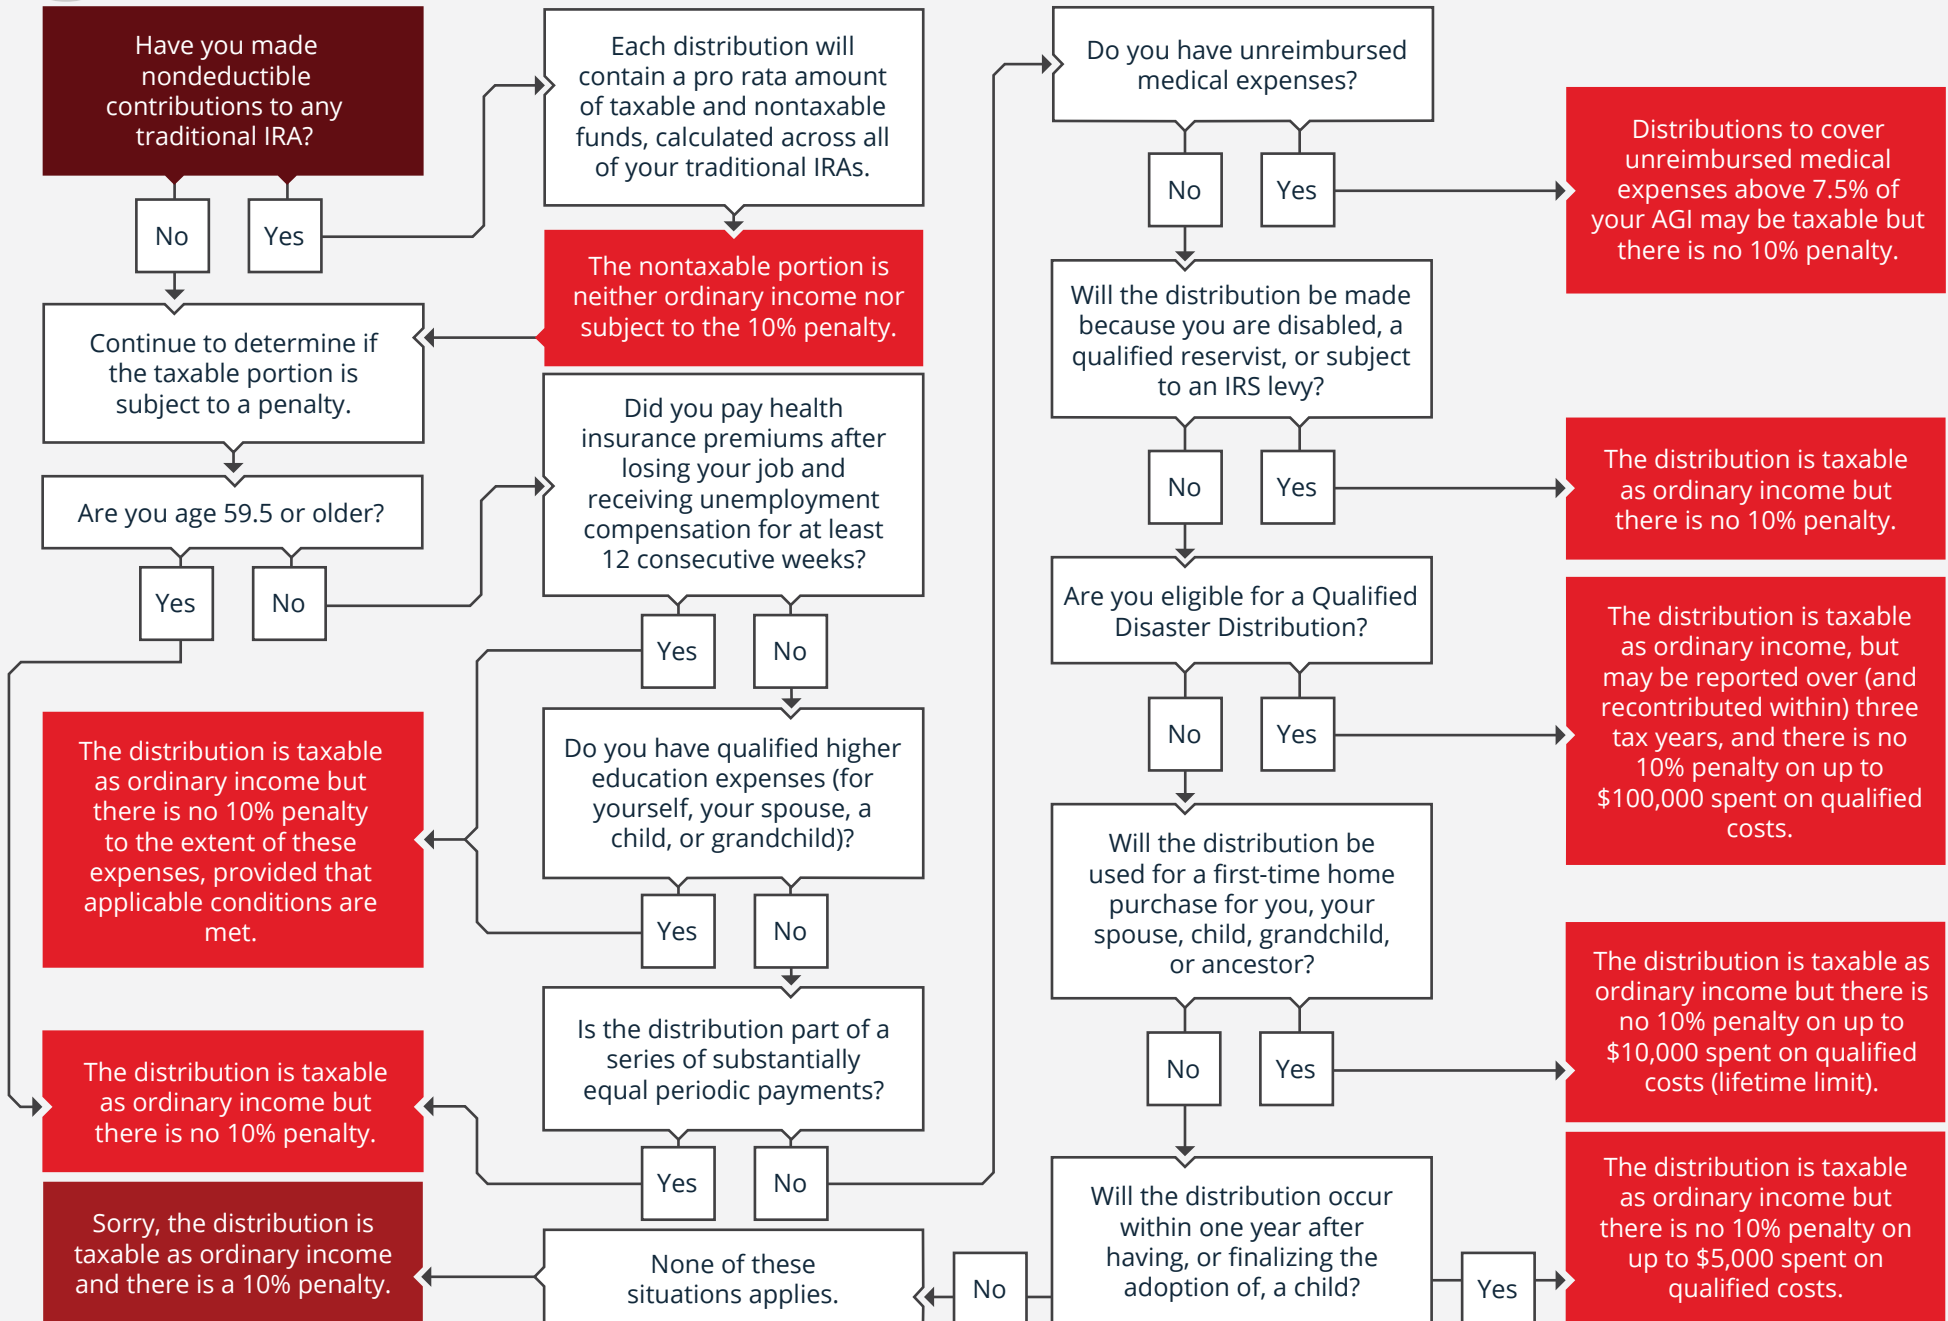 Have you made
nondeductible
contributions to any
traditional IRA?
No
Yes
Each distribution will
contain a pro rata amount
of taxable and nontaxable
funds, calculated across all
of your traditional IRAs.
The nontaxable portion is
neither ordinary income nor
subject to the 10% penalty.
Continue to determine if
the taxable portion is
subject to a penalty.
Are you age 59.5 or older?
Yes
No
Did you pay health
insurance premiums after
losing your job and
receiving unemployment
compensation for at least
12 consecutive weeks?
Yes
No
The distribution is taxable
as ordinary income but
there is no 10% penalty
to the extent of these
expenses, provided that
applicable conditions are
met.
Do you have qualified higher
education expenses (for
yourself, your spouse, a
child, or grandchild)?
Yes
No
Is the distribution part of a
series of substantially
equal periodic payments?
Yes
No
The distribution is taxable
as ordinary income but
there is no 10% penalty.
Do you have unreimbursed
medical expenses?
No
Yes
Distributions to cover
unreimbursed medical
expenses above 7.5% of
your AGI may be taxable but
there is no 10% penalty.
Will the distribution be made
because you are disabled, a
qualified reservist, or subject
to an IRS levy?
No
Yes
The distribution is taxable
as ordinary income but
there is no 10% penalty.
Are you eligible for a Qualified
Disaster Distribution?
No
Yes
The distribution is taxable
as ordinary income, but
may be reported over (and
recontributed within) three
tax years, and there is no
10% penalty on up to
$100,000 spent on qualified
costs.
Will the distribution be
used for a first-time home
purchase for you, your
spouse, child, grandchild,
or ancestor?
No
Yes
The distribution is taxable as
ordinary income but there is
no 10% penalty on up to
$10,000 spent on qualified
costs (lifetime limit).
Will the distribution occur
within one year after
having, or finalizing the
adoption of, a child?
No
Yes
The distribution is taxable
as ordinary income but
there is no 10% penalty on
up to $5,000 spent on
qualified costs.
None of these
situations applies.
Sorry, the distribution is
taxable as ordinary income
and there is a 10% penalty.